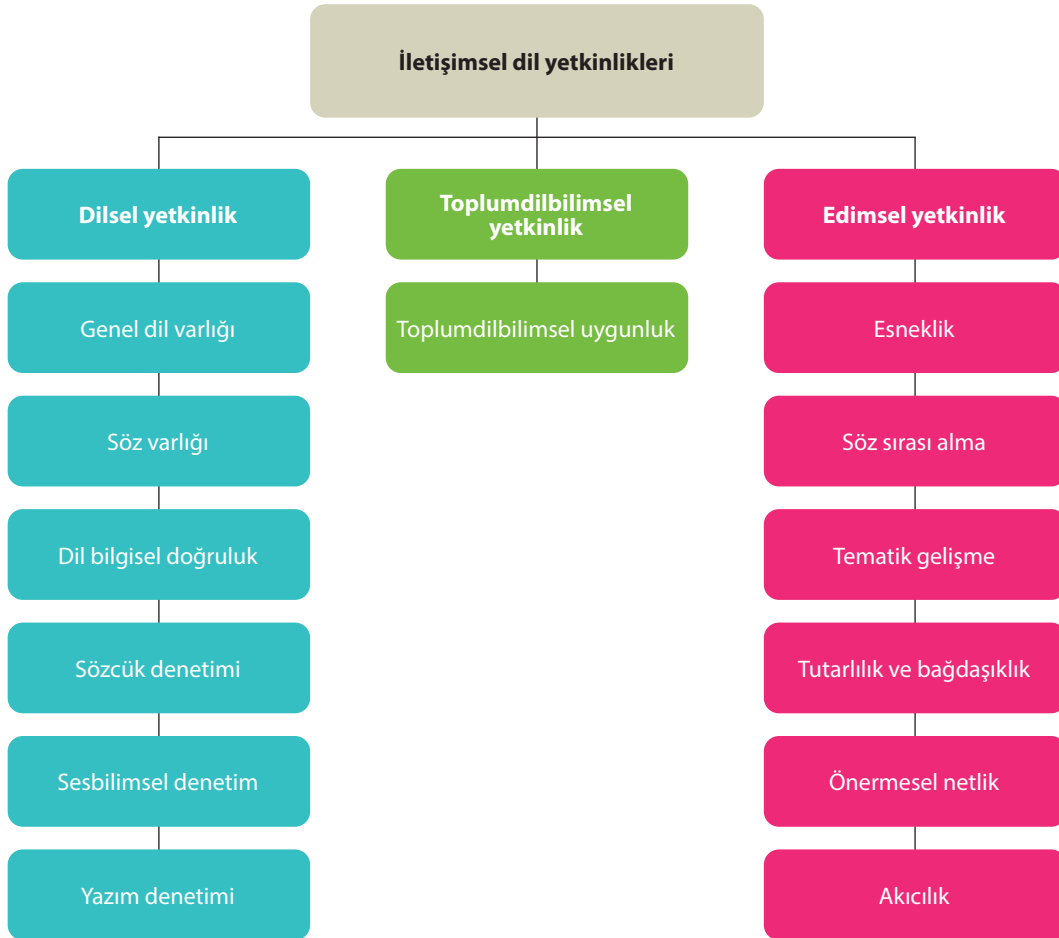 İletişimsel dil yetkinlikleri
Dilsel yetkinlik
Toplumdilbilimsel
yetkinlik
Edimsel yetkinlik
Genel dil varlığı
Toplumdilbilimsel uygunluk
Esneklik
Söz varlığı
Söz sırası alma
Dil bilgisel doğruluk
Tematik gelişme
Sözcük denetimi
Tutarlılık ve bağdaşıklık
Sesbilimsel denetim
Önermesel netlik
Yazım denetimi
Akıcılık